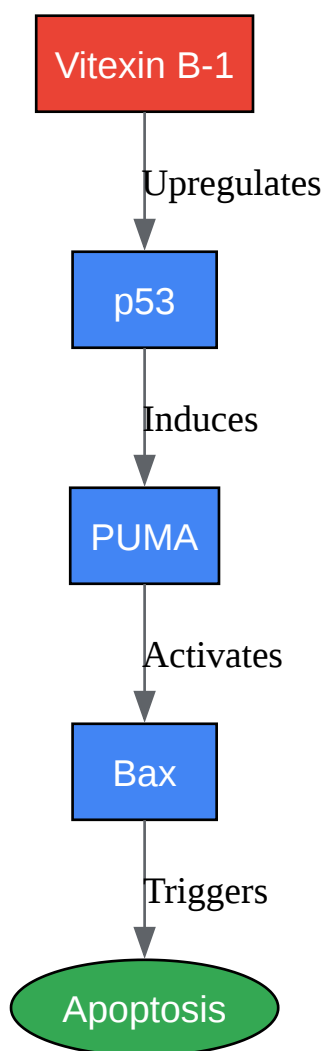 Vitexin B-1
Upregulates
p53
Induces
PUMA
Activates
Bax
Triggers
Apoptosis